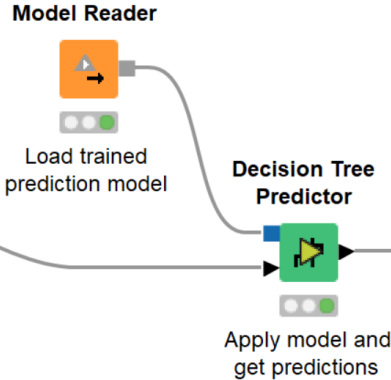 Model Reader
Load trained
prediction model
Decision Tree
Predictor
Apply model and
get predictions